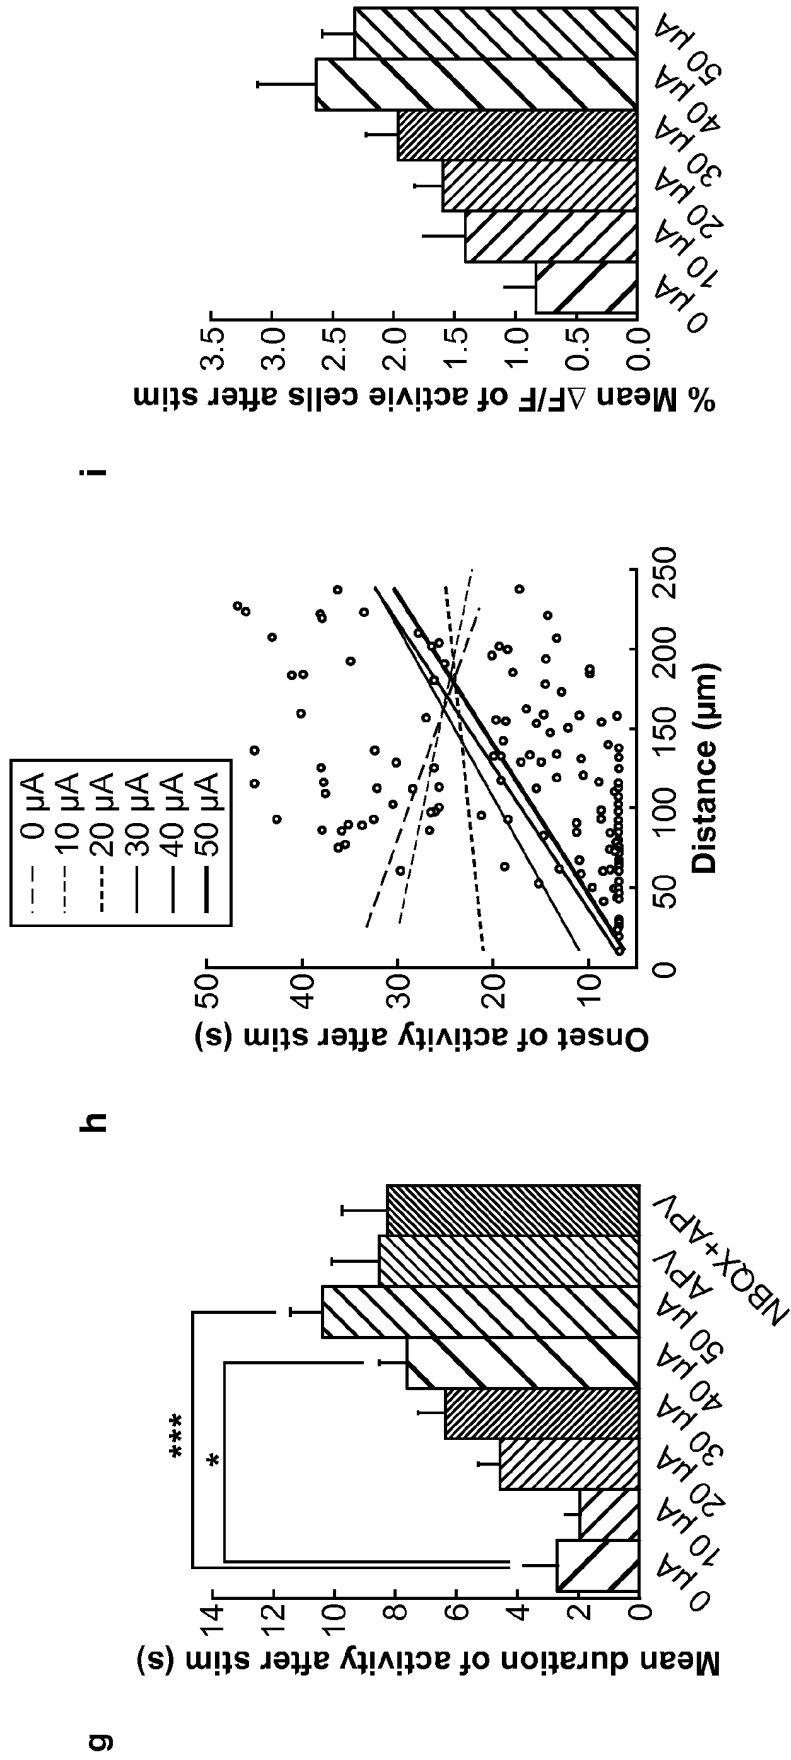 g
Mean duration of activity after stim (s)
14
12
10
8
6
4
2
0
***
*
0 µA
10 µA
20 µA
30 µA
40 µA
50 µA
APV
NBQX+APV
h
0 µA
10 µA
20 µA
30 µA
40 µA
50 µA
Onset of activity after stim (s)
50
40
30
20
10
0
50
100
150
200
250
Distance (µm)
i
% Mean ΔF/F of activie cells after stim
3.5
3.0
2.5
2.0
1.5
1.0
0.5
0.0
0 µA
10 µA
20 µA
30 µA
40 µA
50 µA